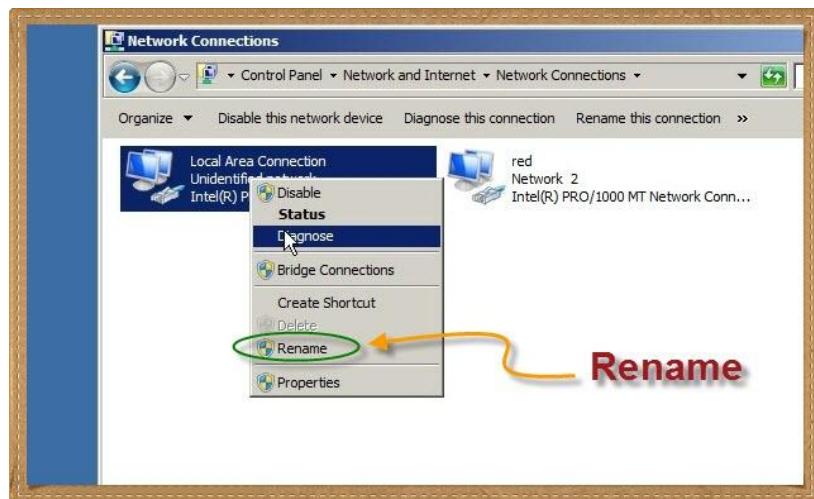 Network Connections
Control Panel Network and Internet Network Connections
Organize Disable this network device Diagnose this connection Rename this connection »
Local Area Connection
Unidentified network
Intel(R) P
red
Network 2
Intel(R) PRO/1000 MT Network Conn...
Disable
Status
Diagnose
Bridge Connections
Create Shortcut
Delete
Rename
Properties
Rename